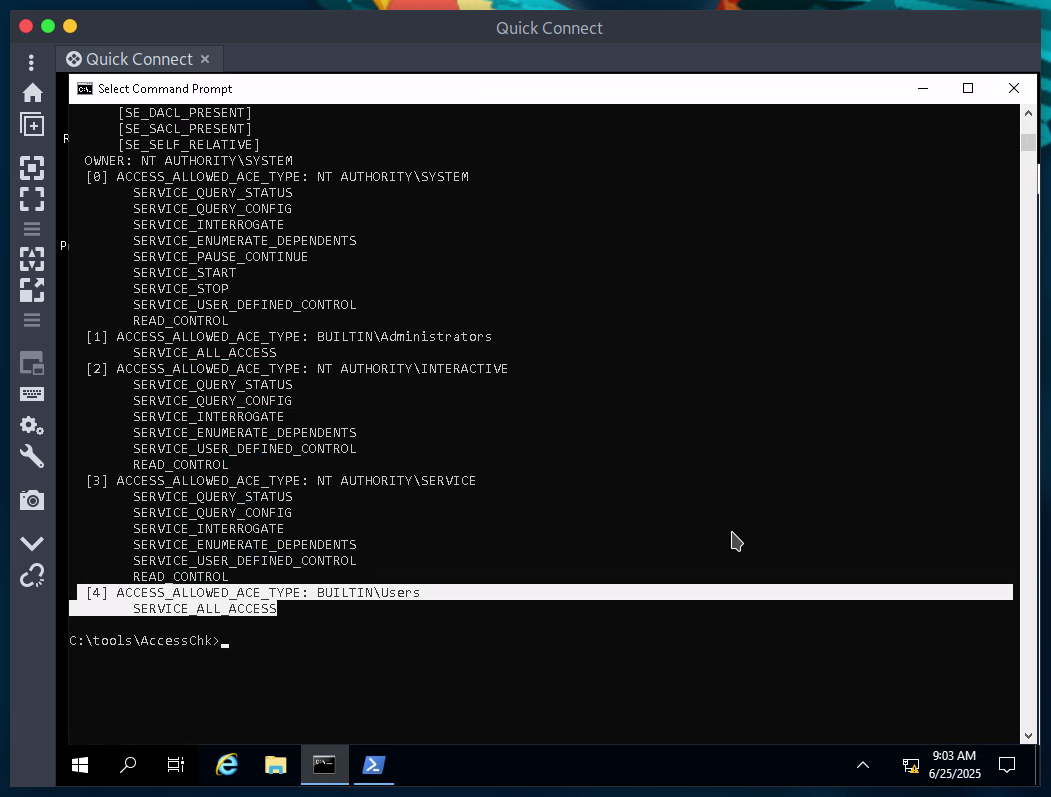 Quick Connect
Quick Connect ×
Select Command Prompt
[SE_DACL_PRESENT]
[SE_SACL_PRESENT]
[SE_SELF_RELATIVE]
OWNER: NT AUTHORITY\SYSTEM
[0] ACCESS_ALLOWED_ACE_TYPE: NT AUTHORITY\SYSTEM
SERVICE_QUERY_STATUS
SERVICE_QUERY_CONFIG
SERVICE_INTERROGATE
SERVICE_ENUMERATE_DEPENDENTS
SERVICE_PAUSE_CONTINUE
SERVICE_START
SERVICE_STOP
SERVICE_USER_DEFINED_CONTROL
READ_CONTROL
[1] ACCESS_ALLOWED_ACE_TYPE: BUILTIN\Administrators
SERVICE_ALL_ACCESS
[2] ACCESS_ALLOWED_ACE_TYPE: NT AUTHORITY\INTERACTIVE
SERVICE_QUERY_STATUS
SERVICE_QUERY_CONFIG
SERVICE_INTERROGATE
SERVICE_ENUMERATE_DEPENDENTS
SERVICE_USER_DEFINED_CONTROL
READ_CONTROL
[3] ACCESS_ALLOWED_ACE_TYPE: NT AUTHORITY\SERVICE
SERVICE_QUERY_STATUS
SERVICE_QUERY_CONFIG
SERVICE_INTERROGATE
SERVICE_ENUMERATE_DEPENDENTS
SERVICE_USER_DEFINED_CONTROL
READ_CONTROL
[4] ACCESS_ALLOWED_ACE_TYPE: BUILTIN\Users
SERVICE_ALL_ACCESS
C:\tools\AccessChk>
9:03 AM
6/25/2025